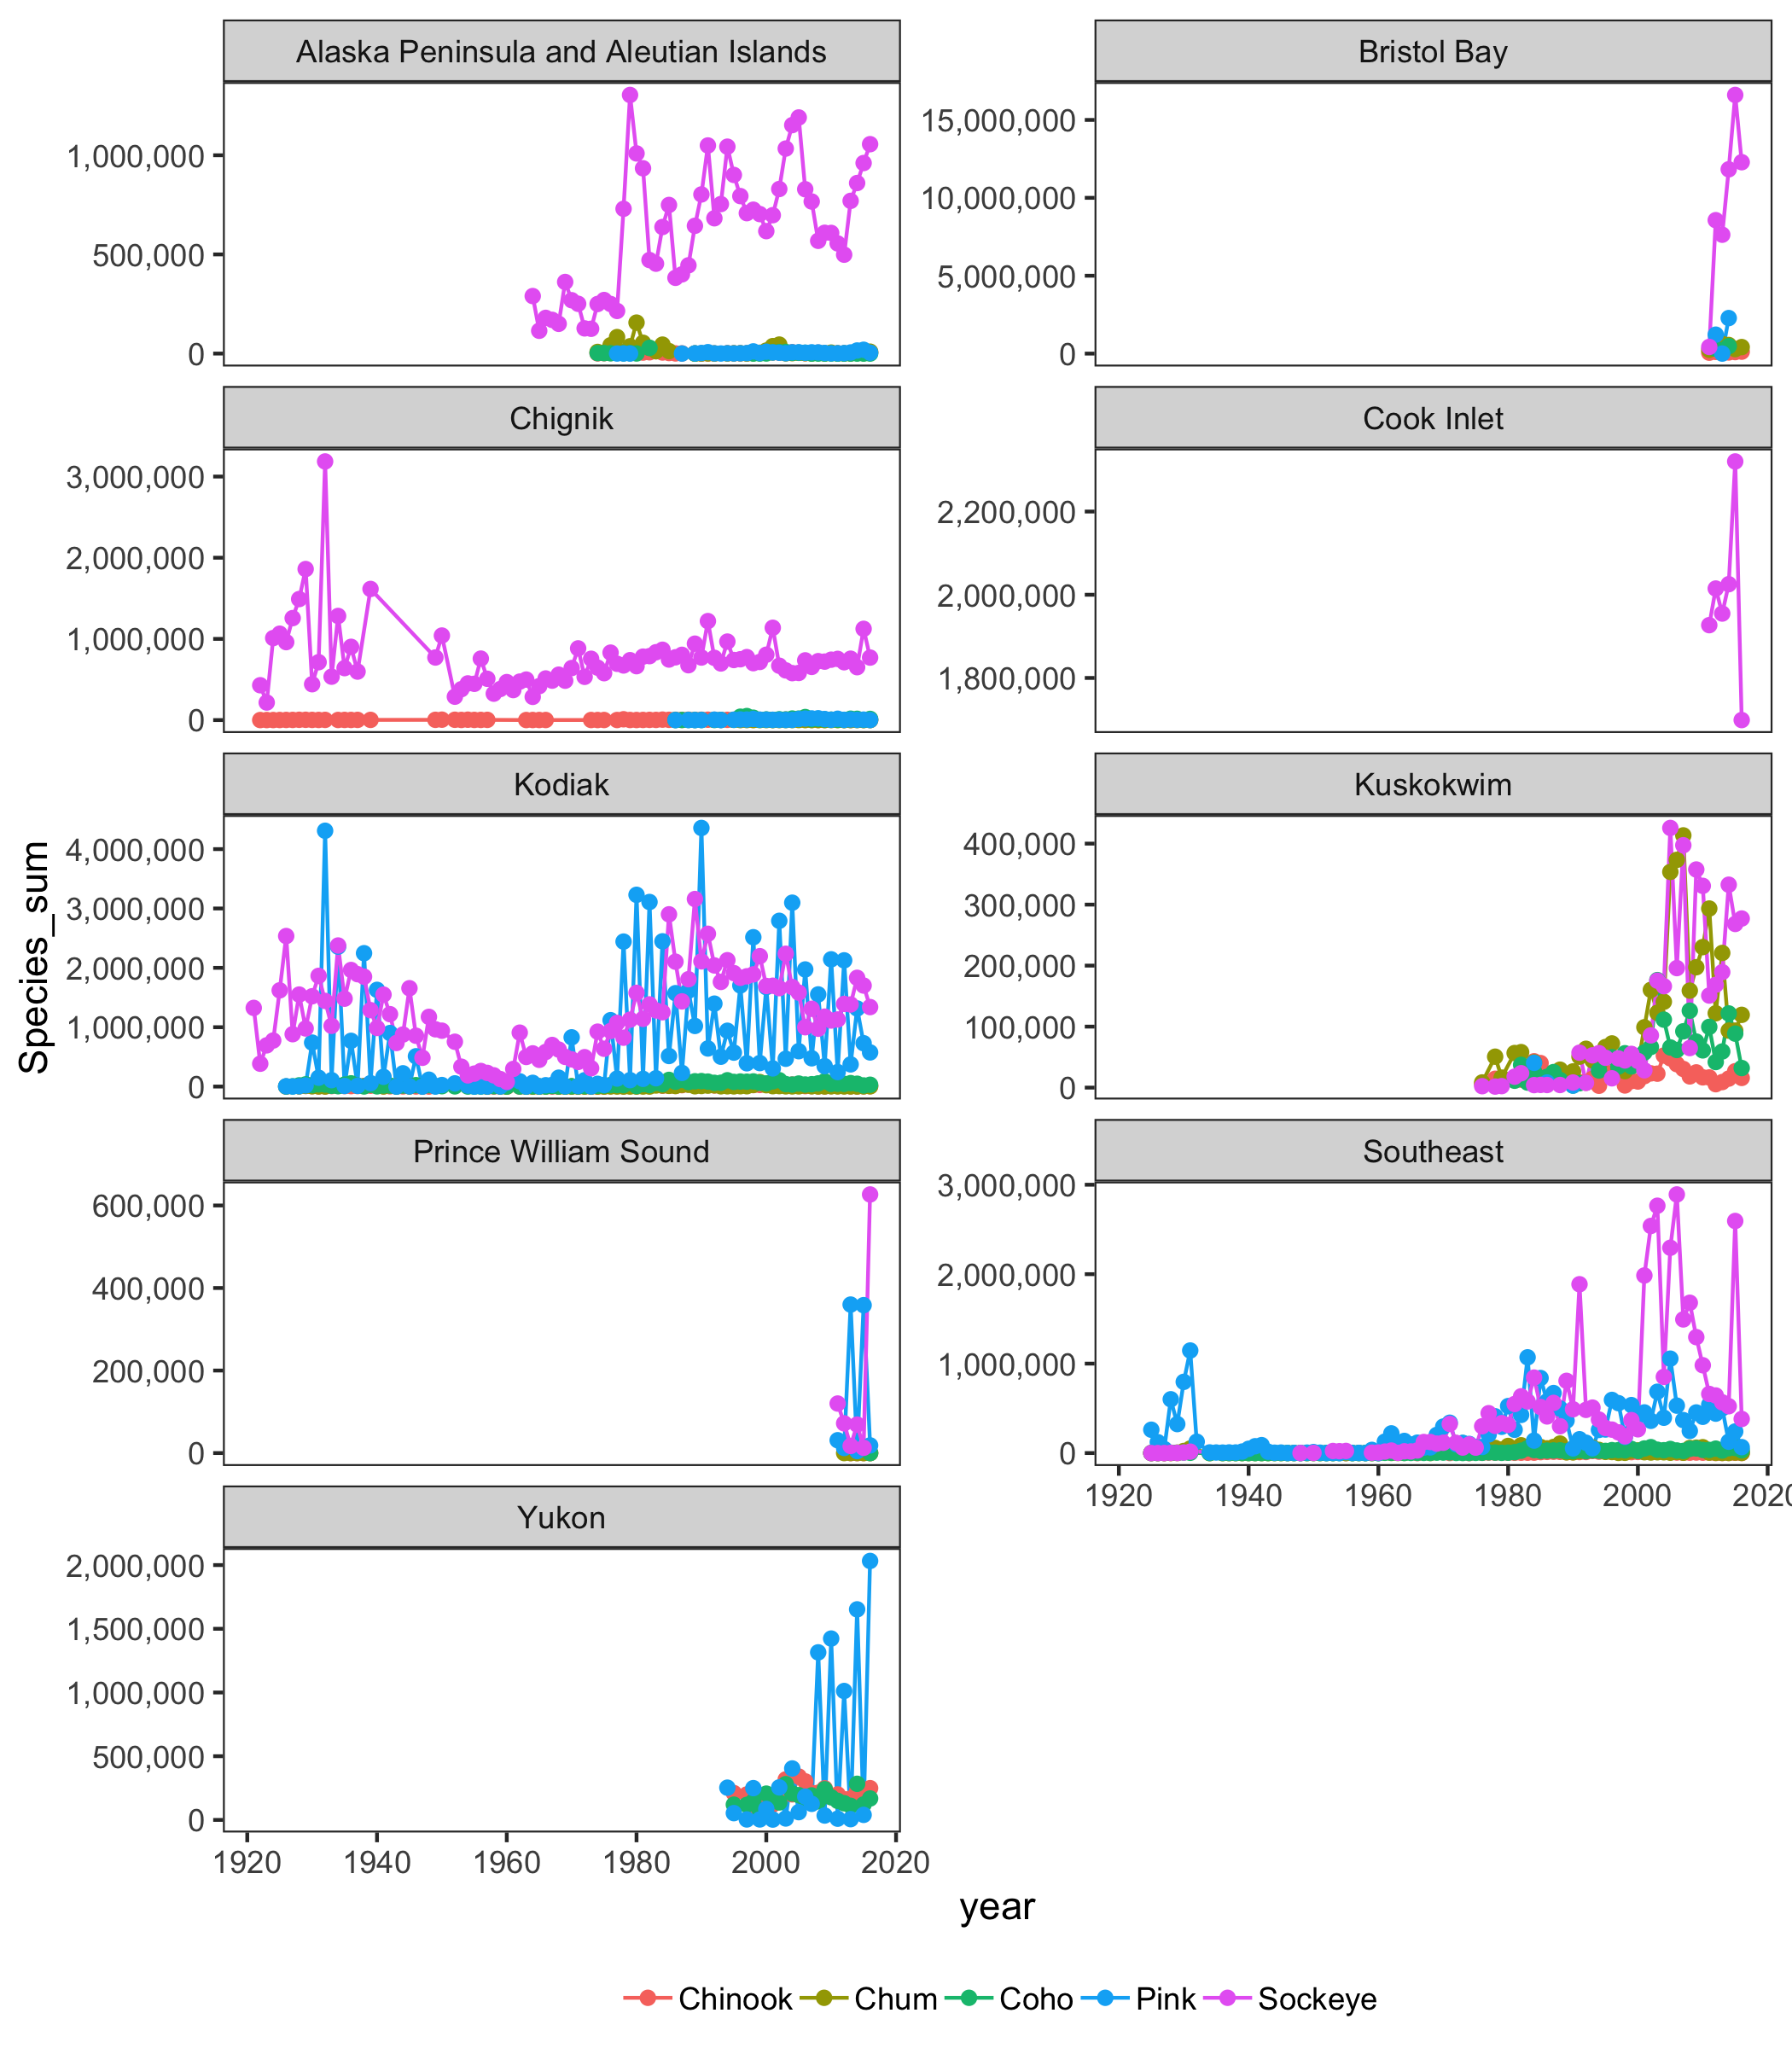 Alaska Peninsula and Aleutian Islands
1,000,000
500,000
0
Bristol Bay
15,000,000
10,000,000
5,000,000
0
Chignik
3,000,000
2,000,000
1,000,000
0
Cook Inlet
2,200,000
2,000,000
1,800,000
Kodiak
4,000,000
3,000,000
2,000,000
1,000,000
0
Kuskokwim
400,000
300,000
200,000
100,000
0
Species_sum
Prince William Sound
600,000
400,000
200,000
0
Southeast
3,000,000
2,000,000
1,000,000
0
1920 1940 1960 1980 2000 2020
Yukon
2,000,000
1,500,000
1,000,000
500,000
0
1920 1940 1960 1980 2000 2020
year
Chinook Chum Coho Pink Sockeye